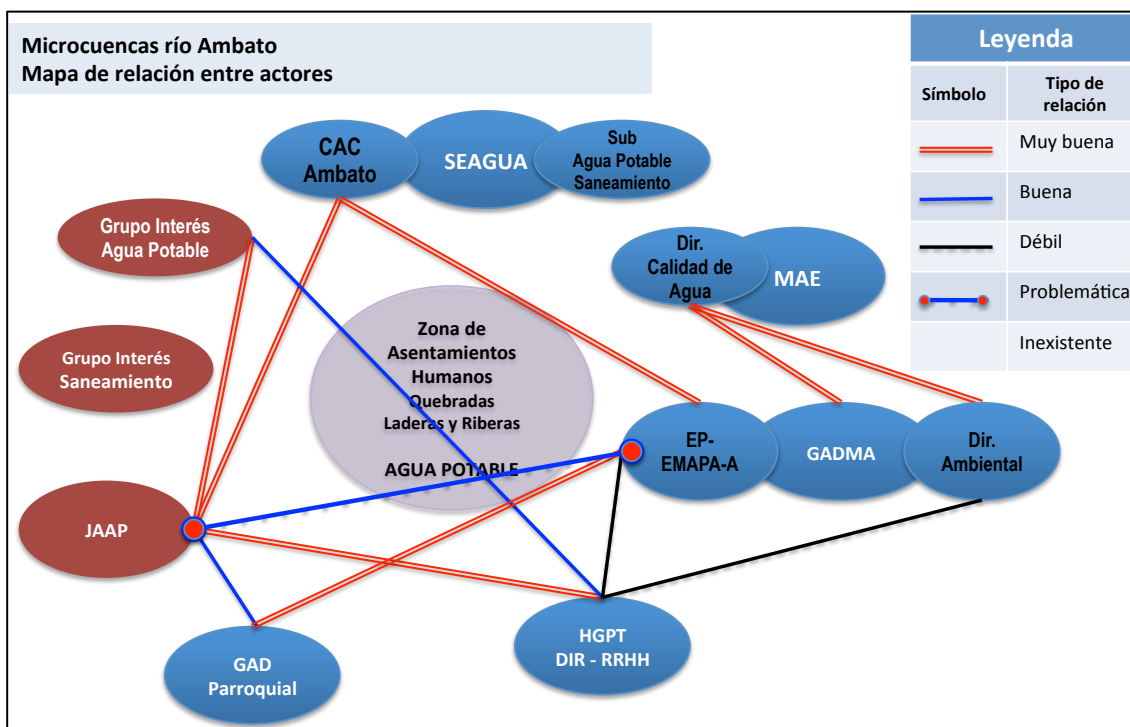 Microcuencas río Ambato
Mapa de relación entre actores
Leyenda
Símbolo
Tipo de
relación
Muy buena
Buena
Débil
Problemática
Inexistente
CAC
Ambato
SEAGUA
Sub
Agua Potable
Saneamiento
Grupo Interés
Agua Potable
Dir.
Calidad de
Agua
MAE
Zona de
Asentamientos
Humanos
Quebradas
Laderas y Riberas
AGUA POTABLE
Grupo Interés
Saneamiento
EP-
EMAPA-A
GADMA
Dir.
Ambiental
JAAP
GAD
Parroquial
HGPT
DIR - RRHH